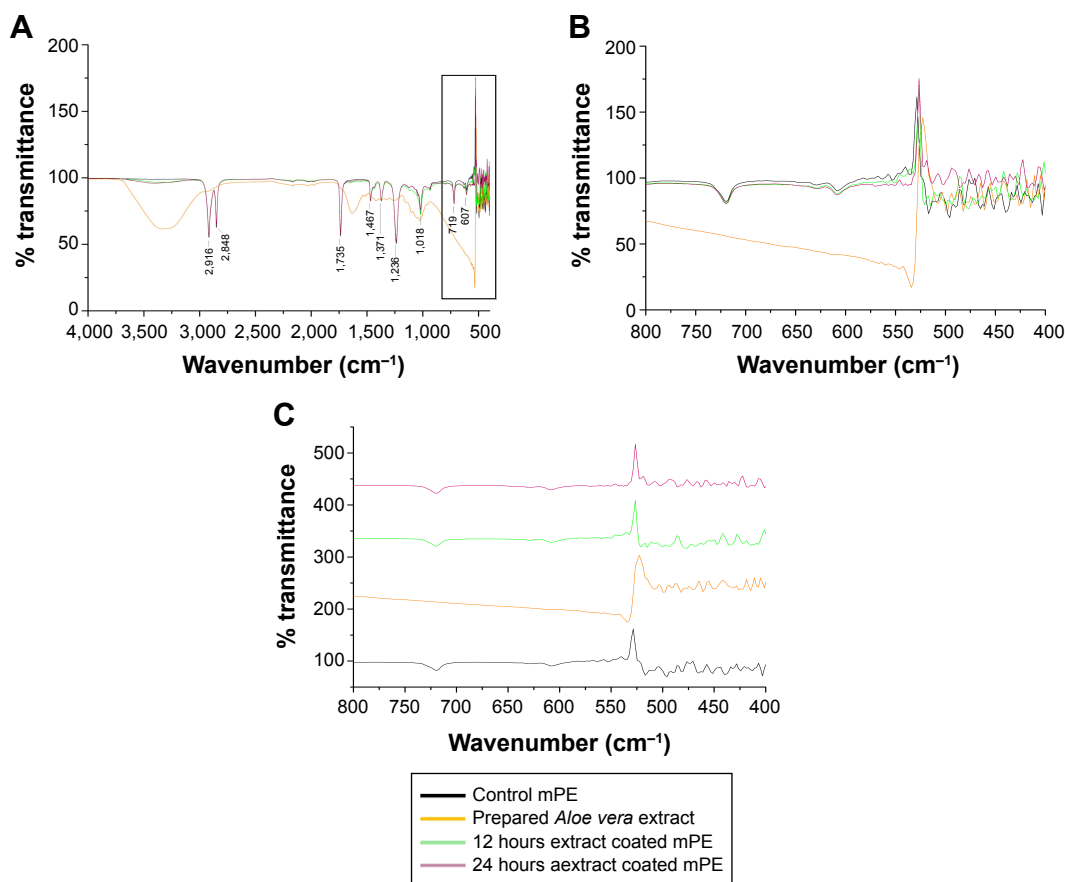 A
200
150
100
50
0
% transmittance
2,916
2,848
1,735
1,467
1,371
1,236
1,018
719
607
4,000 3,500 3,000 2,500 2,000 1,500 1,000 500
Wavenumber (cm⁻¹)
B
200
150
100
50
0
% transmittance
800 750 700 650 600 550 500 450 400
Wavenumber (cm⁻¹)
C
500
400
300
200
100
% transmittance
800 750 700 650 600 550 500 450 400
Wavenumber (cm⁻¹)
Control mPE
Prepared Aloe vera extract
12 hours extract coated mPE
24 hours aextract coated mPE